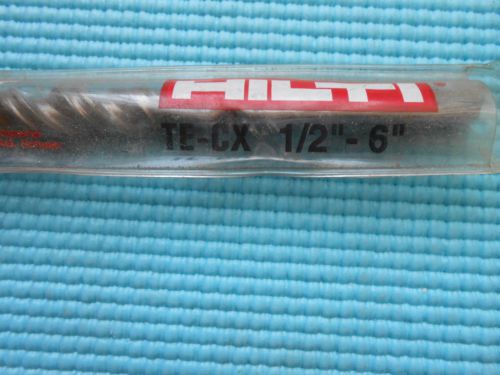 HILTI
TE-CX 1/2" - 6"